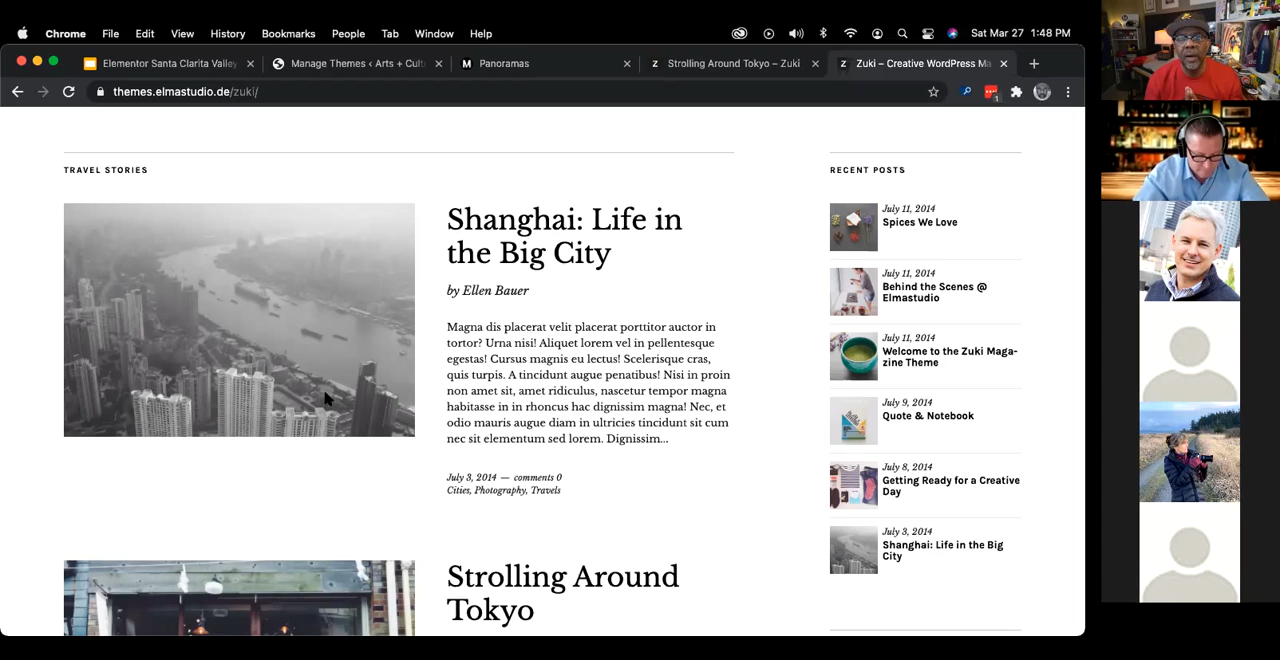 Chrome File Edit View History Bookmarks People Tab Window Help Sat Mar 27 1:48 PM
Elementor Santa Clarita Valley Manage Themes ‹ Arts + Cult Panoramas Strolling Around Tokyo – Zuki Zuki – Creative WordPress Ma
themes.elmastudio.de/zuki/
TRAVEL STORIES
Shanghai: Life in
the Big City
by Ellen Bauer
Magna dis placerat velit placerat porttitor auctor in
tortor? Urna nisi! Aliquet lorem vel in pellentesque
egestas! Cursus magnis eu lectus! Scelerisque cras,
quis turpis. A tincidunt augue penatibus! Nisi in proin
non amet sit, amet ridiculus, nascetur tempor magna
habitasse in in rhoncus hac dignissim magna! Nec, et
odio mauris augue diam in ultricies tincidunt sit cum
nec sit elementum sed lorem. Dignissim...
July 3, 2014 — comments 0
Cities, Photography, Travels
Strolling Around
Tokyo
RECENT POSTS
July 11, 2014
Spices We Love
July 11, 2014
Behind the Scenes @
Elmastudio
July 11, 2014
Welcome to the Zuki Maga-
zine Theme
July 9, 2014
Quote & Notebook
July 8, 2014
Getting Ready for a Creative
Day
July 3, 2014
Shanghai: Life in the Big
City